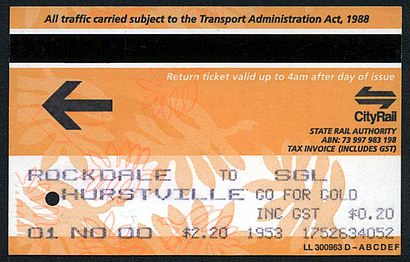 All traffic carried subject to the Transport Administration Act, 1988
Return ticket valid up to 4am after day of issue
CityRail
STATE RAIL AUTHORITY
ABN: 73 997 983 198
TAX INVOICE (INCLUDES GST)
ROCKDALE TO SGL
HURSTVILLE GO FOR GOLD
INC GST $0.20
01 NO 00 $2.20 1953 1752634052
LL 300963 D – ABCDEF